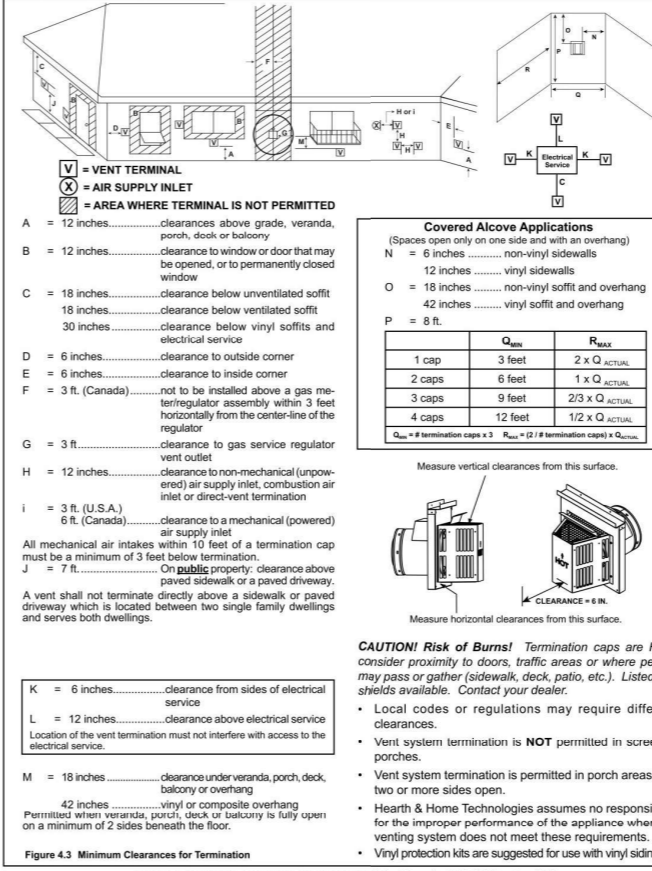 C
V
J
B
D
V
B
V
B
V
A
F
G
M
V
H or i
X
V
H
V
H
V
E
V
A
R
O
N
P
Q
V
L
V
K
Electrical
Service
K
V
C
V
V = VENT TERMINAL
X = AIR SUPPLY INLET
= AREA WHERE TERMINAL IS NOT PERMITTED
A = 12 inches.................clearances above grade, veranda,
porch, deck or balcony
B = 12 inches.................clearance to window or door that may
be opened, or to permanently closed
window
C = 18 inches.................clearance below unventilated soffit
18 inches.................clearance below ventilated soffit
30 inches ...............clearance below vinyl soffits and
electrical service
D = 6 inches...................clearance to outside corner
E = 6 inches...................clearance to inside corner
F = 3 ft. (Canada)..........not to be installed above a gas me-
ter/regulator assembly within 3 feet
horizontally from the center-line of the
regulator
G = 3 ft...........................clearance to gas service regulator
vent outlet
H = 12 inches.................clearance to non-mechanical (unpow-
ered) air supply inlet, combustion air
inlet or direct-vent termination
i = 3 ft. (U.S.A.)
6 ft. (Canada)...........clearance to a mechanical (powered)
air supply inlet
All mechanical air intakes within 10 feet of a termination cap
must be a minimum of 3 feet below termination.
J = 7 ft.......................... On public property: clearance above
paved sidewalk or a paved driveway.
A vent shall not terminate directly above a sidewalk or paved
driveway which is located between two single family dwellings
and serves both dwellings.
K = 6 inches.................clearance from sides of electrical
service
L = 12 inches................clearance above electrical service
Location of the vent terminal must not interfere with access to the
electrical service.
M = 18 inches .................... clearance under veranda, porch, deck,
balcony or overhang
42 inches ................vinyl or composite overhang
Permitted when veranda, porch, deck or balcony is fully open
on a minimum of 2 sides beneath the floor.
Figure 4.3 Minimum Clearances for Termination
Covered Alcove Applications
(Spaces open only on one side and with an overhang)
N = 6 inches ........... non-vinyl sidewalls
12 inches ......... vinyl sidewalls
O = 18 inches ......... non-vinyl soffit and overhang
42 inches ......... vinyl soffit and overhang
P = 8 ft.
QMIN RMAX
1 cap 3 feet 2 x Q ACTUAL
2 caps 6 feet 1 x Q ACTUAL
3 caps 9 feet 2/3 x Q ACTUAL
4 caps 12 feet 1/2 x Q ACTUAL
QMIN = # termination caps x 3 RMAX = (2 / # termination caps) x QACTUAL
Measure vertical clearances from this surface.
HOT
CLEARANCE = 6 IN.
Measure horizontal clearances from this surface.
CAUTION! Risk of Burns! Termination caps are
consider proximity to doors, traffic areas or where
may pass or gather (sidewalk, deck, patio, etc.). Listed
shields available. Contact your dealer.
• Local codes or regulations may require
clearances.
• Vent system termination is NOT permitted in
porches.
• Vent system termination is permitted in porch areas
two or more sides open.
• Hearth & Home Technologies assumes no
for the improper performance of the appliance
venting system does not meet these requirements.
• Vinyl protection kits are suggested for use with vinyl